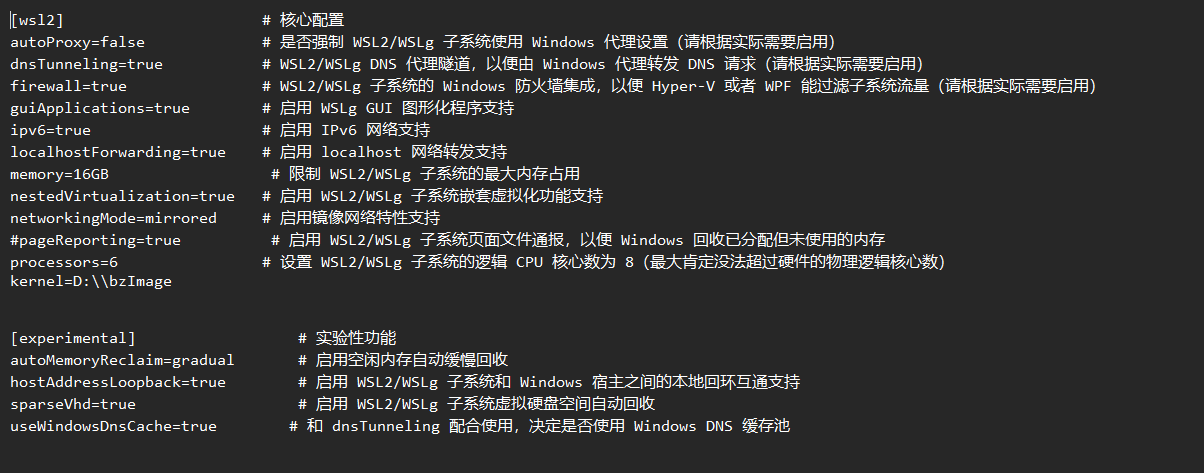 [wsl2] # 核心配置
autoProxy=false # 是否强制 WSL2/WSLg 子系统使用 Windows 代理设置（请根据实际需要启用）
dnsTunneling=true # WSL2/WSLg DNS 代理隧道，以便由 Windows 代理转发 DNS 请求（请根据实际需要启用）
firewall=true # WSL2/WSLg 子系统的 Windows 防火墙集成，以便 Hyper-V 或者 WPF 能过滤子系统流量（请根据实际需要启用）
guiApplications=true # 启用 WSLg GUI 图形化程序支持
ipv6=true # 启用 IPv6 网络支持
localhostForwarding=true # 启用 localhost 网络转发支持
memory=16GB # 限制 WSL2/WSLg 子系统的最大内存占用
nestedVirtualization=true # 启用 WSL2/WSLg 子系统嵌套虚拟化功能支持
networkingMode=mirrored # 启用镜像网络特性支持
#pageReporting=true # 启用 WSL2/WSLg 子系统页面文件通报，以便 Windows 回收已分配但未使用的内存
processors=6 # 设置 WSL2/WSLg 子系统的逻辑 CPU 核心数为 8（最大肯定没法超过硬件的物理逻辑核心数）
kernel=D:\\bzImage
[experimental] # 实验性功能
autoMemoryReclaim=gradual # 启用空闲内存自动缓慢回收
hostAddressLoopback=true # 启用 WSL2/WSLg 子系统和 Windows 宿主之间的本地回环互通支持
sparseVhd=true # 启用 WSL2/WSLg 子系统虚拟硬盘空间自动回收
useWindowsDnsCache=true # 和 dnsTunneling 配合使用，决定是否使用 Windows DNS 缓存池